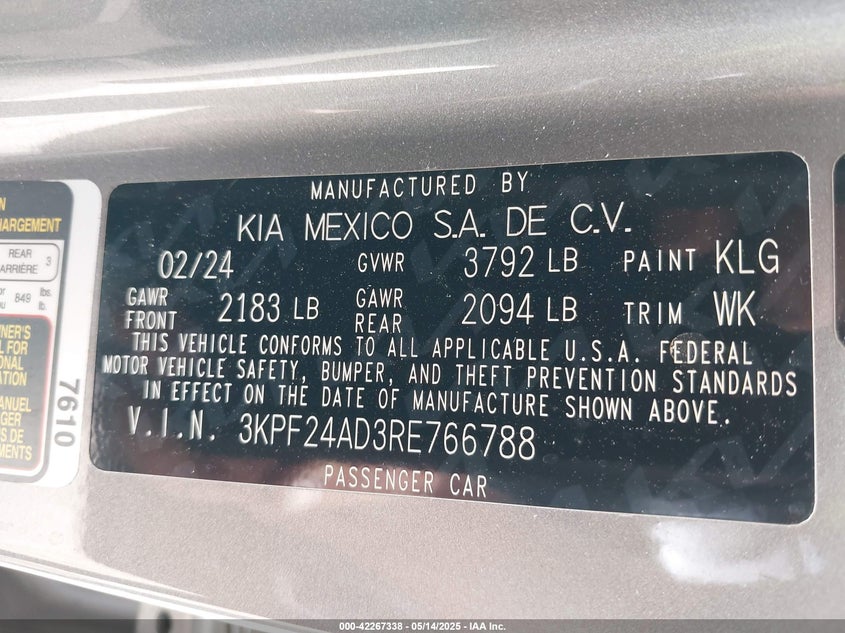 MANUFACTURED BY
KIA MEXICO S.A. DE C.V.
02/24 GVWR 3792 LB PAINT KLG
GAWR FRONT 2183 LB GAWR REAR 2094 LB TRIM WK
THIS VEHICLE CONFORMS TO ALL APPLICABLE U.S.A. FEDERAL
MOTOR VEHICLE SAFETY, BUMPER, AND THEFT PREVENTION STANDARDS
IN EFFECT ON THE DATE OF MANUFACTURE SHOWN ABOVE.
V.I.N. 3KPF24AD3RE766788
PASSENGER CAR
REAR 3
849 lbs.
lb.
7610
000-42267338 - 05/14/2025 - IAA Inc.